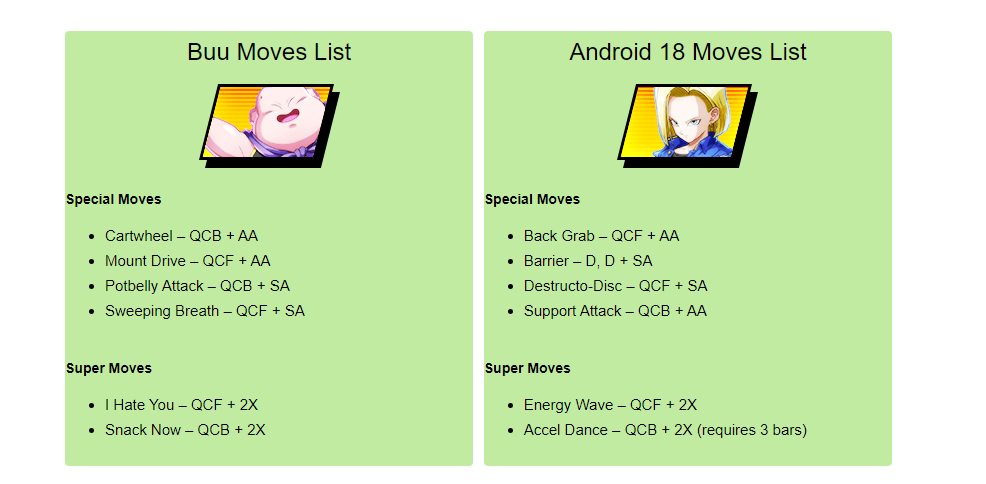 Buu Moves List
Special Moves
Cartwheel – QCB + AA
Mount Drive – QCF + AA
Potbelly Attack – QCB + SA
Sweeping Breath – QCF + SA
Super Moves
I Hate You – QCF + 2X
Snack Now – QCB + 2X
Android 18 Moves List
Special Moves
Back Grab – QCF + AA
Barrier – D, D + SA
Destructo-Disc – QCF + SA
Support Attack – QCB + AA
Super Moves
Energy Wave – QCF + 2X
Accel Dance – QCB + 2X (requires 3 bars)